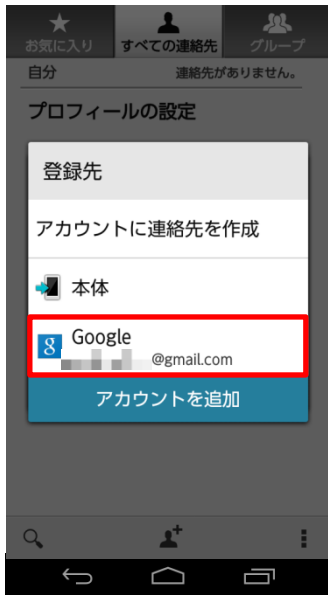 お気に入り
すべての連絡先
グループ
自分
連絡先がありません。
プロフィールの設定
登録先
アカウントに連絡先を作成
本体
Google
@gmail.com
アカウントを追加